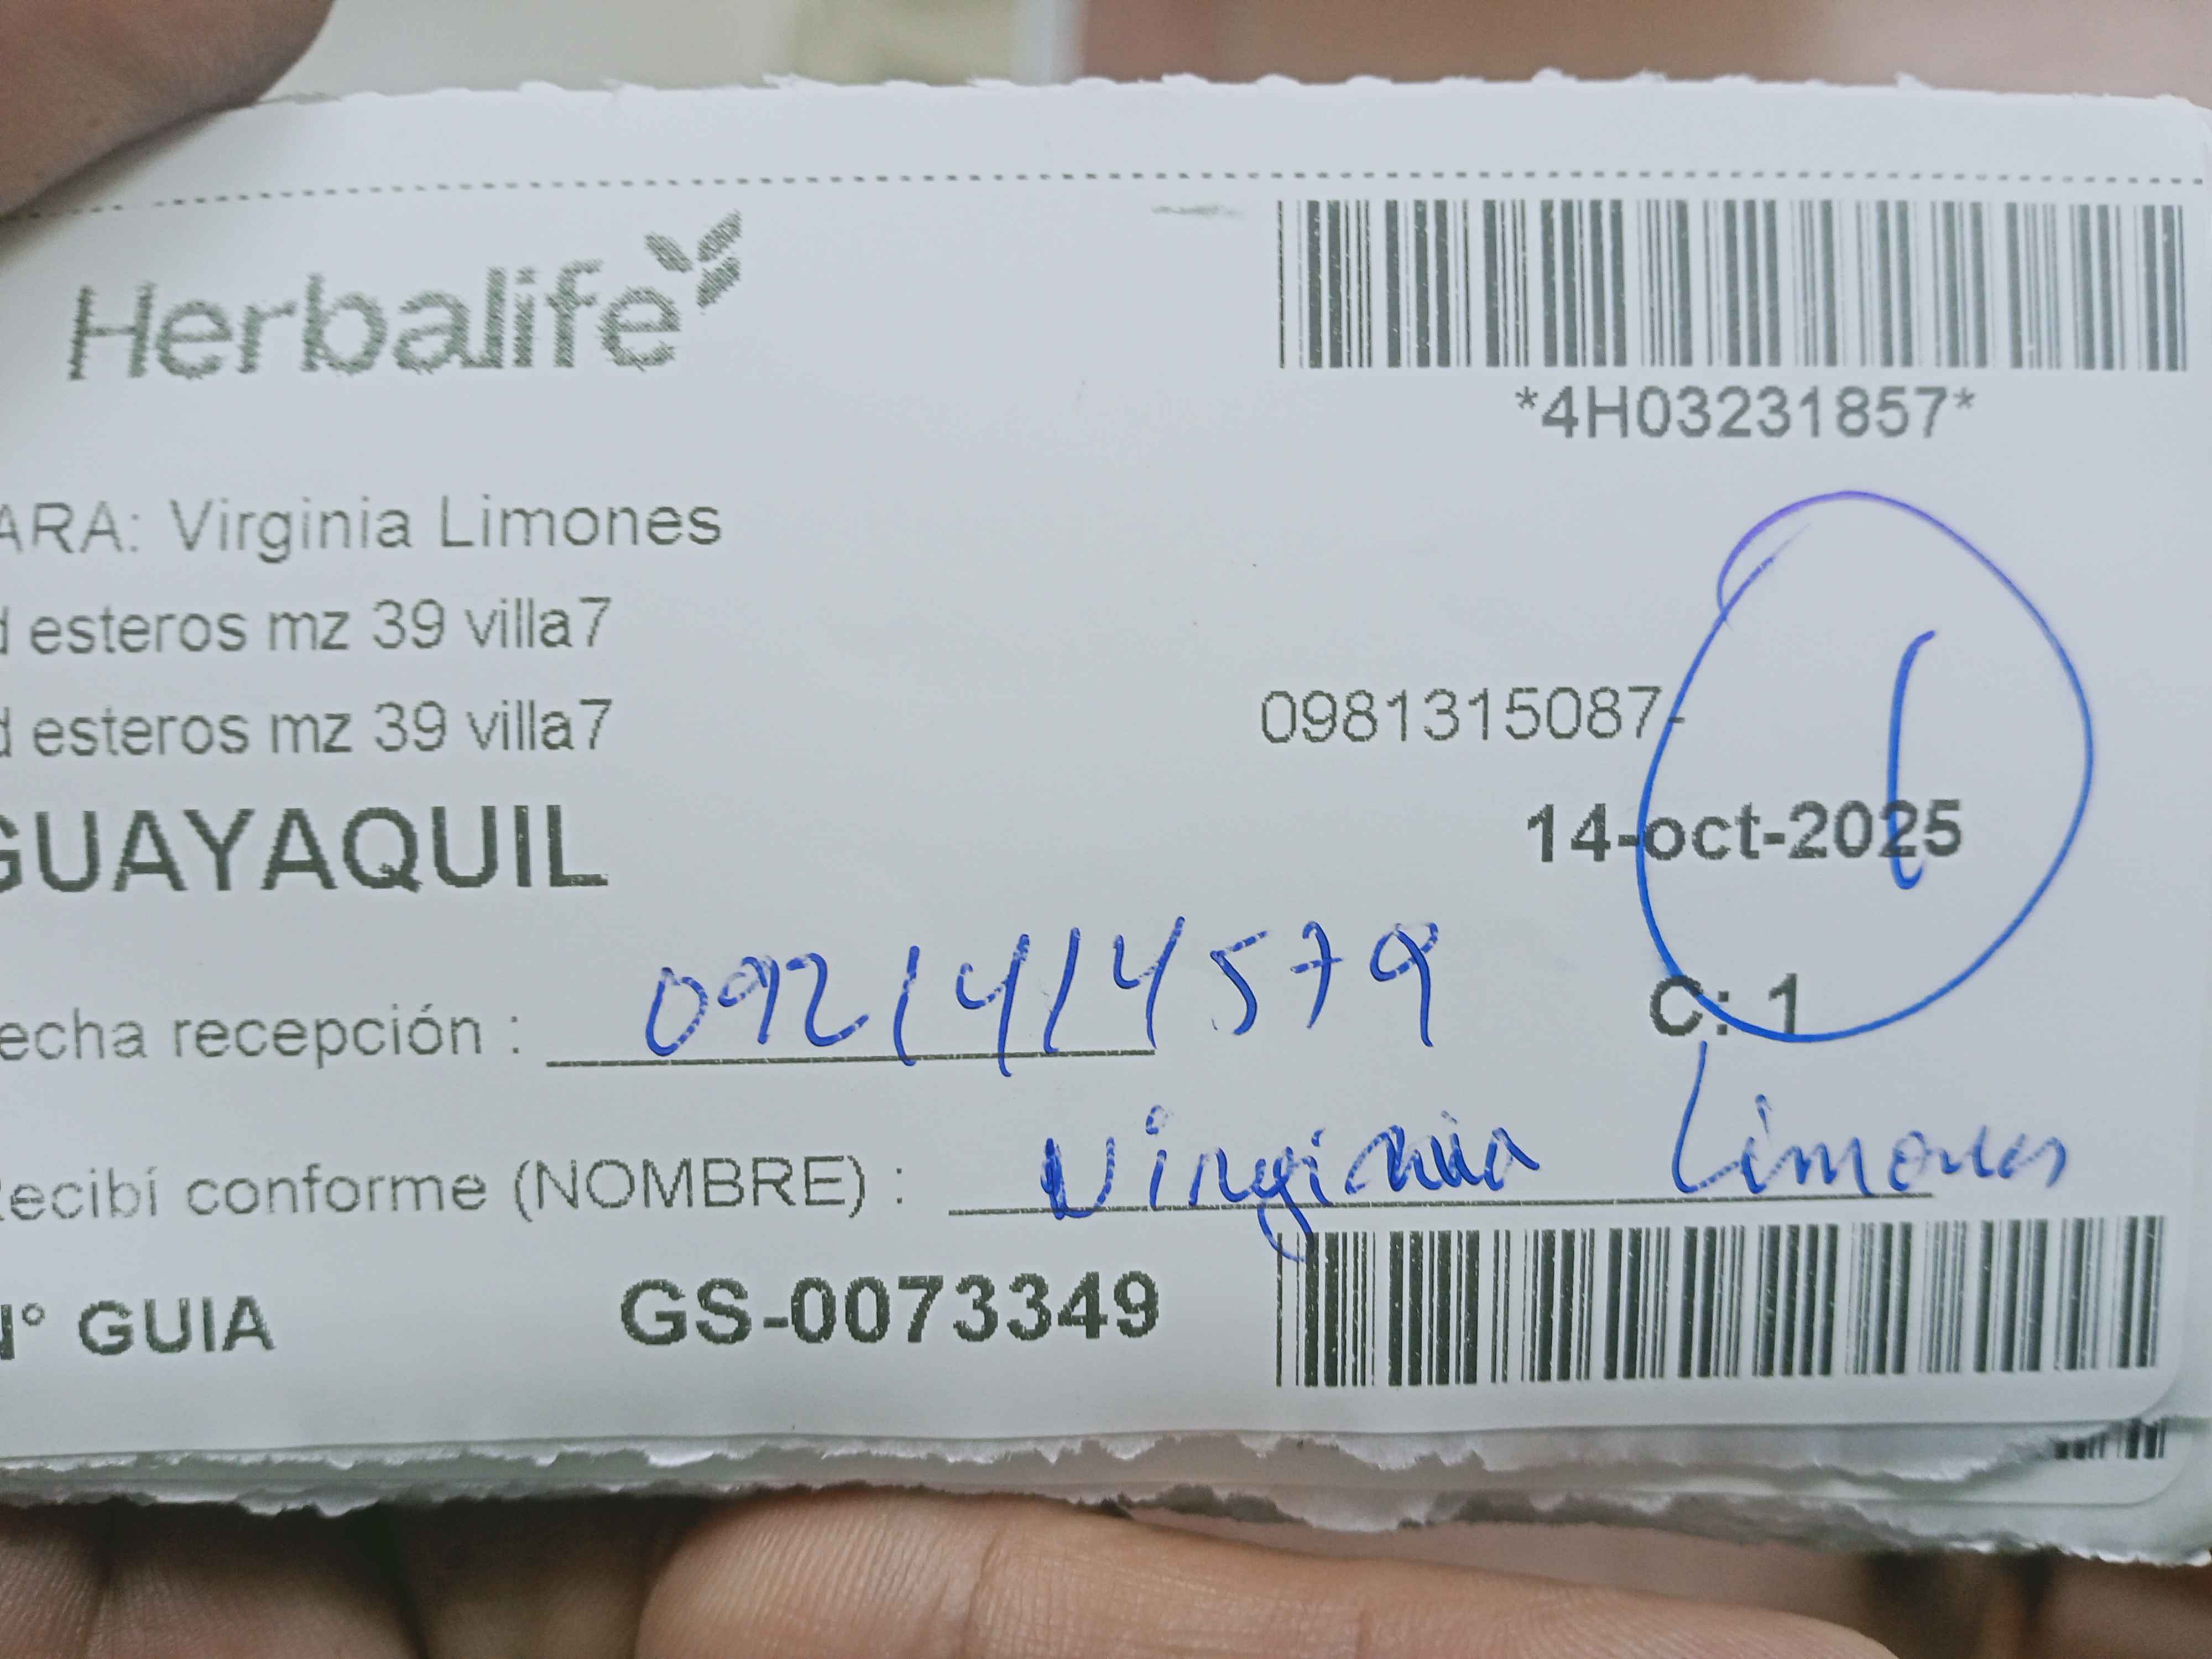 Herbalife
*4H03231857*
ARA: Virginia Limones
d esteros mz 39 villa7
d esteros mz 39 villa7
0981315087-
GUAYAQUIL
14-oct-2025
echa recepción : 0921414579
C: 1
Recibí conforme (NOMBRE) : Virginia Limones
N° GUIA GS-0073349